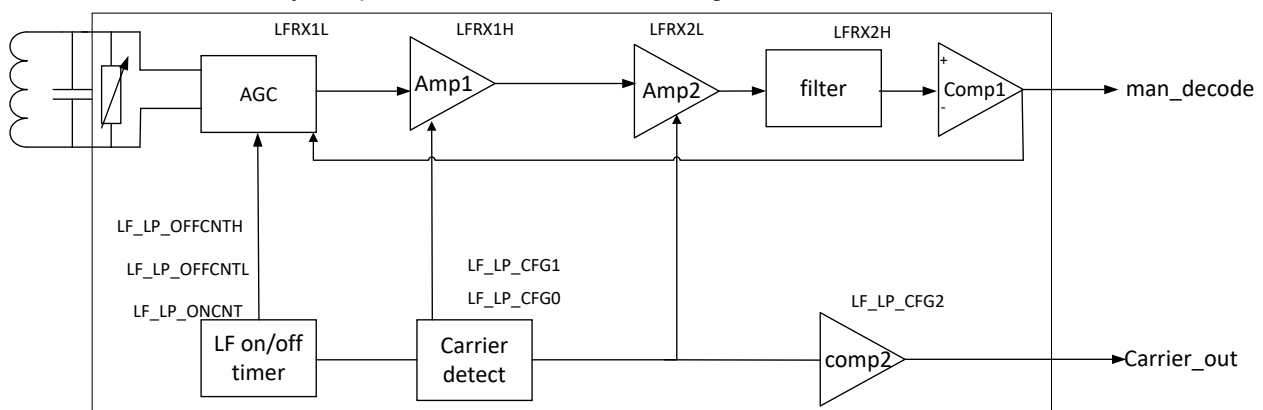 LFRX1L
LFRX1H
LFRX2L
LFRX2H
AGC
Amp1
Amp2
filter
+
Comp1
-
man_decode
LF_LP_OFFCNTH
LF_LP_OFFCNTL
LF_LP_ONCNT
LF_LP_CFG1
LF_LP_CFG0
LF_LP_CFG2
LF on/off
timer
Carrier
detect
comp2
Carrier_out